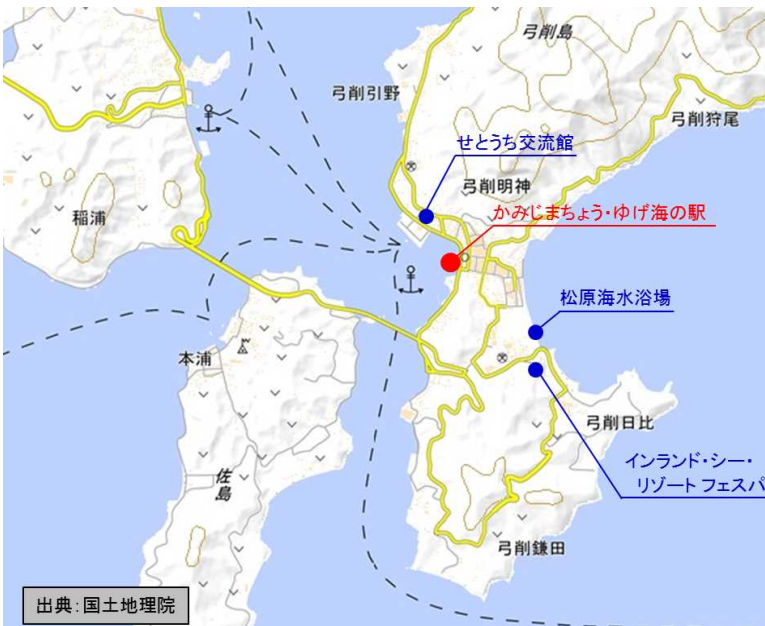 弓削島
弓削引野
弓削狩尾
せとうち交流館
弓削明神
稲浦
かみじまちょう・ゆげ海の駅
松原海水浴場
本浦
弓削日比
佐島
インランド・シー・
リゾート フェスパ
弓削鎌田
出典：国土地理院